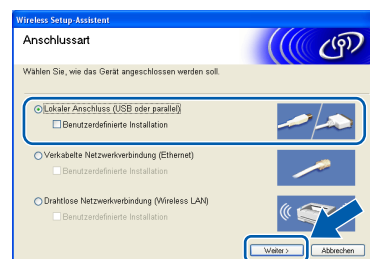 Wireless Setup-Assistent
Anschlussart
Wählen Sie, wie das Gerät angeschlossen werden soll.
Lokaler Anschluss (USB oder parallel)
Benutzerdefinierte Installation
Verkabelte Netzwerkverbindung (Ethernet)
Benutzerdefinierte Installation
Drahtlose Netzwerkverbindung (Wireless LAN)
Benutzerdefinierte Installation
Weiter > Abbrechen